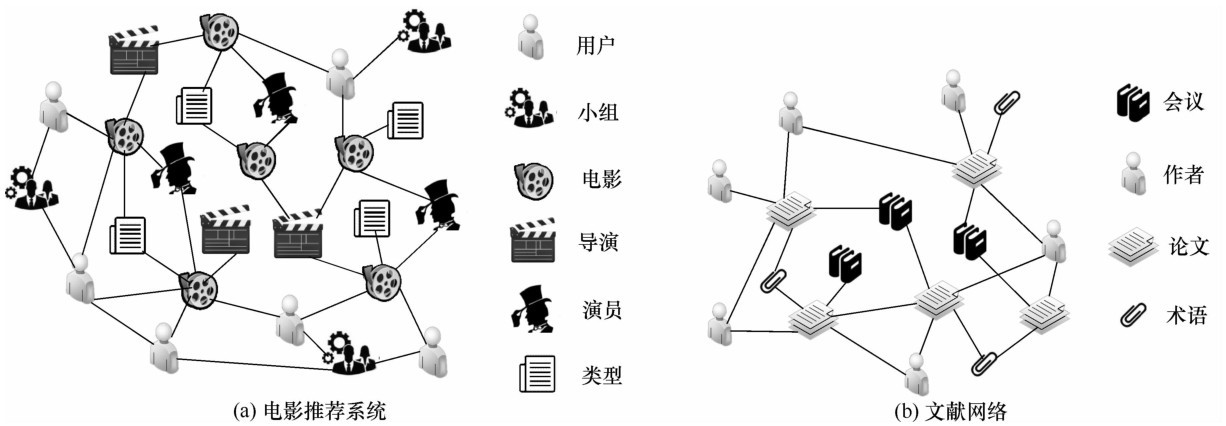 用户
小组
电影
导演
演员
类型
(a) 电影推荐系统
会议
作者
论文
术语
(b) 文献网络